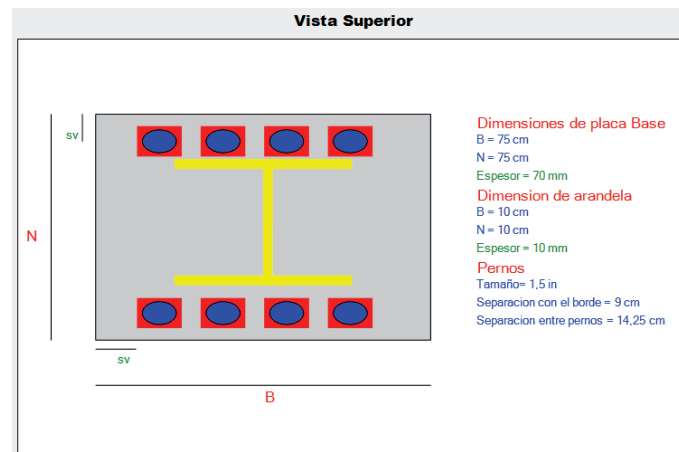 Vista Superior
sv
N
sv
B
Dimensiones de placa Base
B = 75 cm
N = 75 cm
Espesor = 70 mm
Dimension de arandela
B = 10 cm
N = 10 cm
Espesor = 10 mm
Pernos
Tamaño= 1,5 in
Separacion con el borde = 9 cm
Separacion entre pernos = 14,25 cm